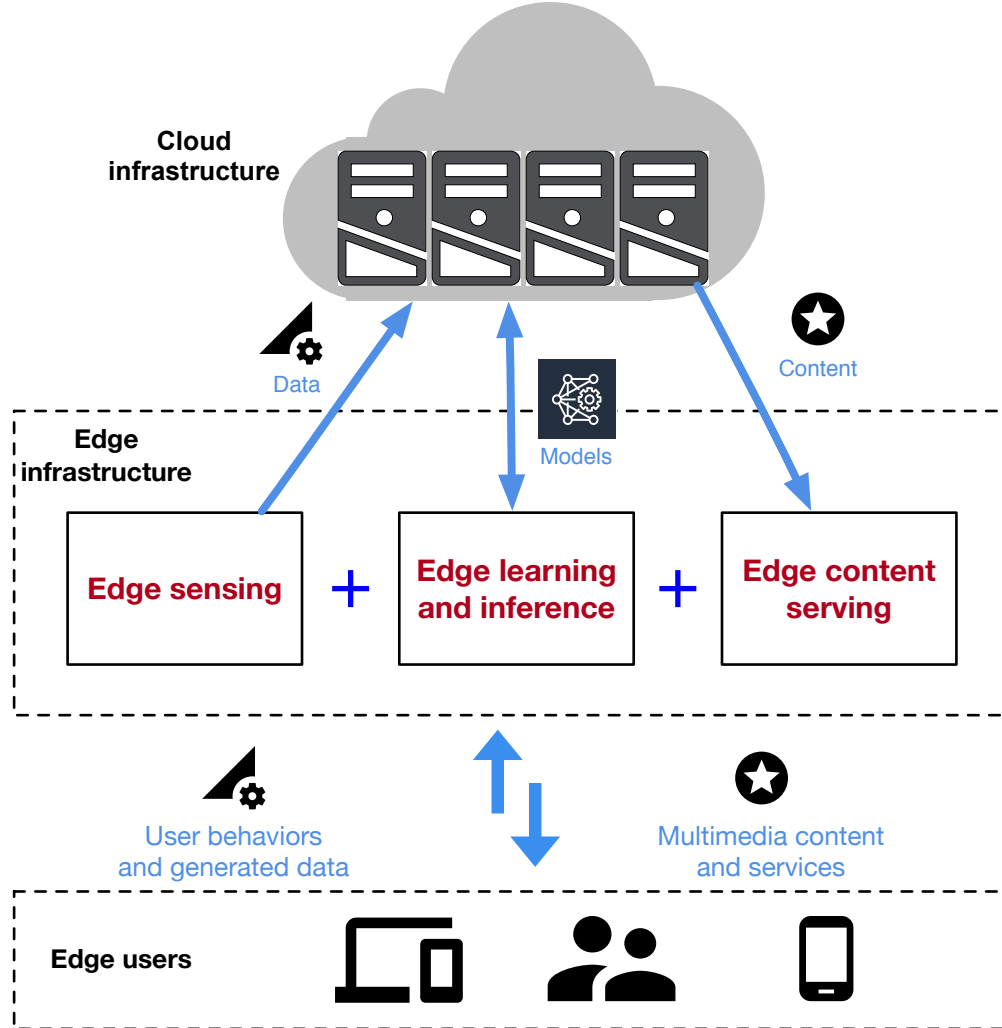 Cloud
infrastructure
Data
Content
Models
Edge
infrastructure
Edge sensing
+
Edge learning
and inference
+
Edge content
serving
User behaviors
and generated data
Multimedia content
and services
Edge users